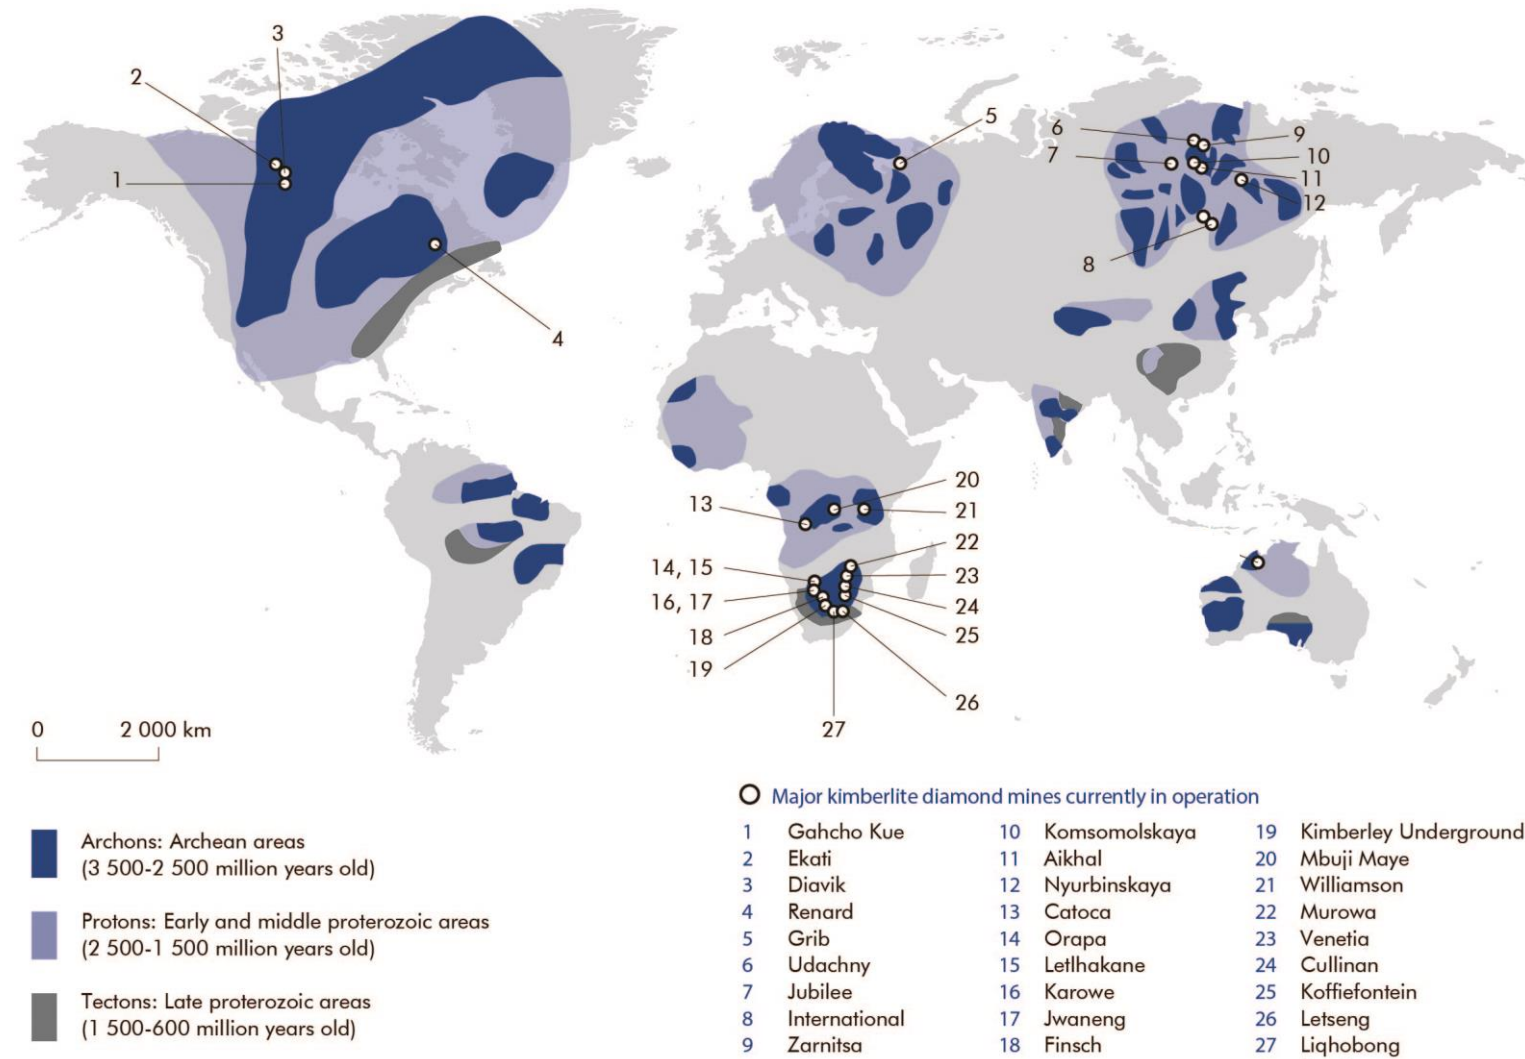 3
2
1
4
5
6
7
8
9
10
11
12
13
20
21
22
14, 15
23
16, 17
24
18
25
19
26
27
0 2 000 km
Major kimberlite diamond mines currently in operation
Archons: Archean areas
(3 500-2 500 million years old)
Protons: Early and middle proterozoic areas
(2 500-1 500 million years old)
Tectons: Late proterozoic areas
(1 500-600 million years old)
1 Gahcho Kue
2 Ekati
3 Diavik
4 Renard
5 Grib
6 Udachny
7 Jubilee
8 International
9 Zarnitsa
10 Komsomolskaya
11 Aikhal
12 Nyurbinskaya
13 Catoca
14 Orapa
15 Letlhakane
16 Karowe
17 Jwaneng
18 Finsch
19 Kimberley Underground
20 Mbuji Maye
21 Williamson
22 Murowa
23 Venetia
24 Cullinan
25 Koffiefontein
26 Letseng
27 Liqhobong